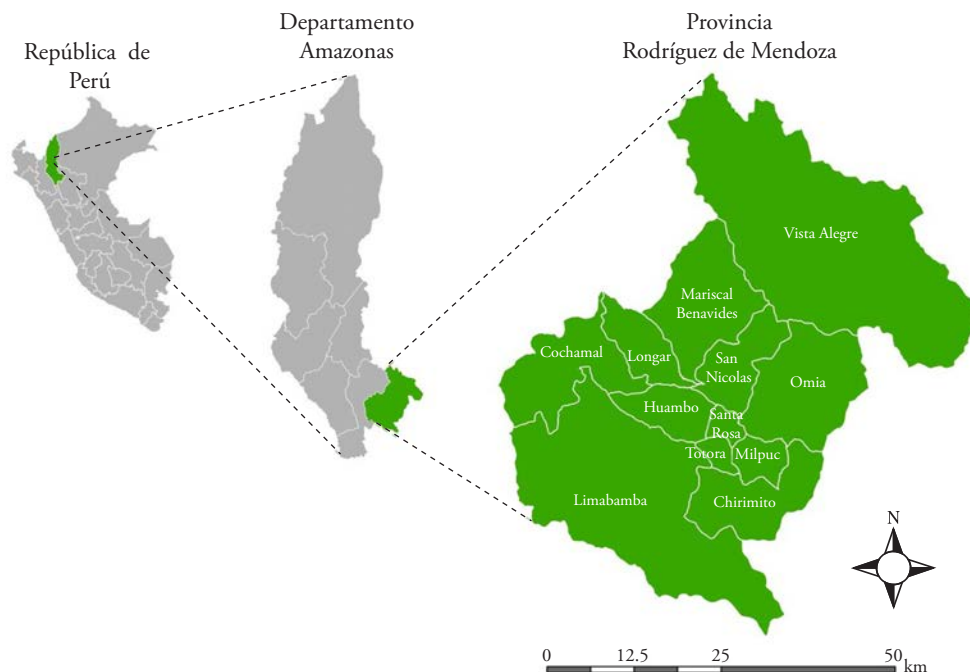 República de
Perú
Departamento
Amazonas
Provincia
Rodríguez de Mendoza
Vista Alegre
Mariscal
Benavides
Cochamal
Longar
San
Nicolas
Omia
Huambo
Santa
Rosa
Totora
Milpuc
Limabamba
Chirimito
N
0 12.5 25 50
km